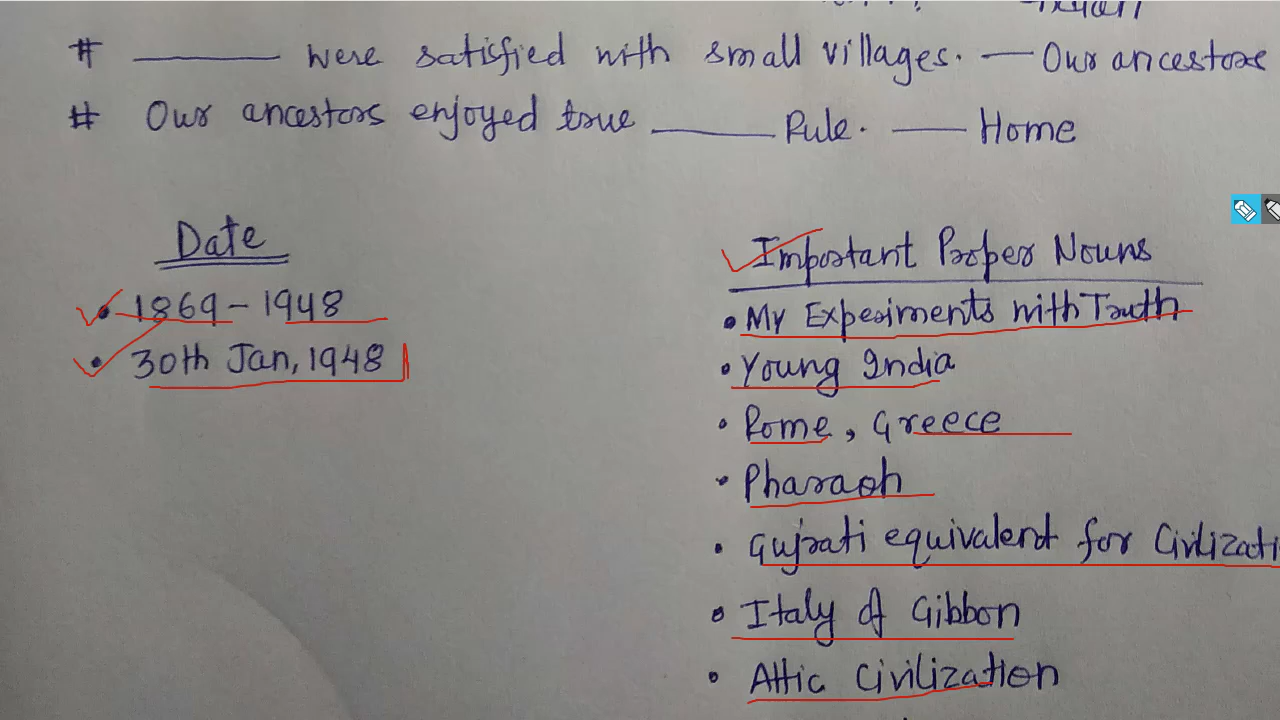 # ______ were satisfied with small villages. — Our ancestors
# Our ancestors enjoyed true ______ Rule. — Home
Date
• 1869 – 1948
• 30th Jan, 1948
Important Proper Nouns
• My Experiments with Truth
• Young India
• Rome, Greece
• Pharaoh
• Gujrati equivalent for Civilizati
• Italy of Gibbon
• Attic Civilization